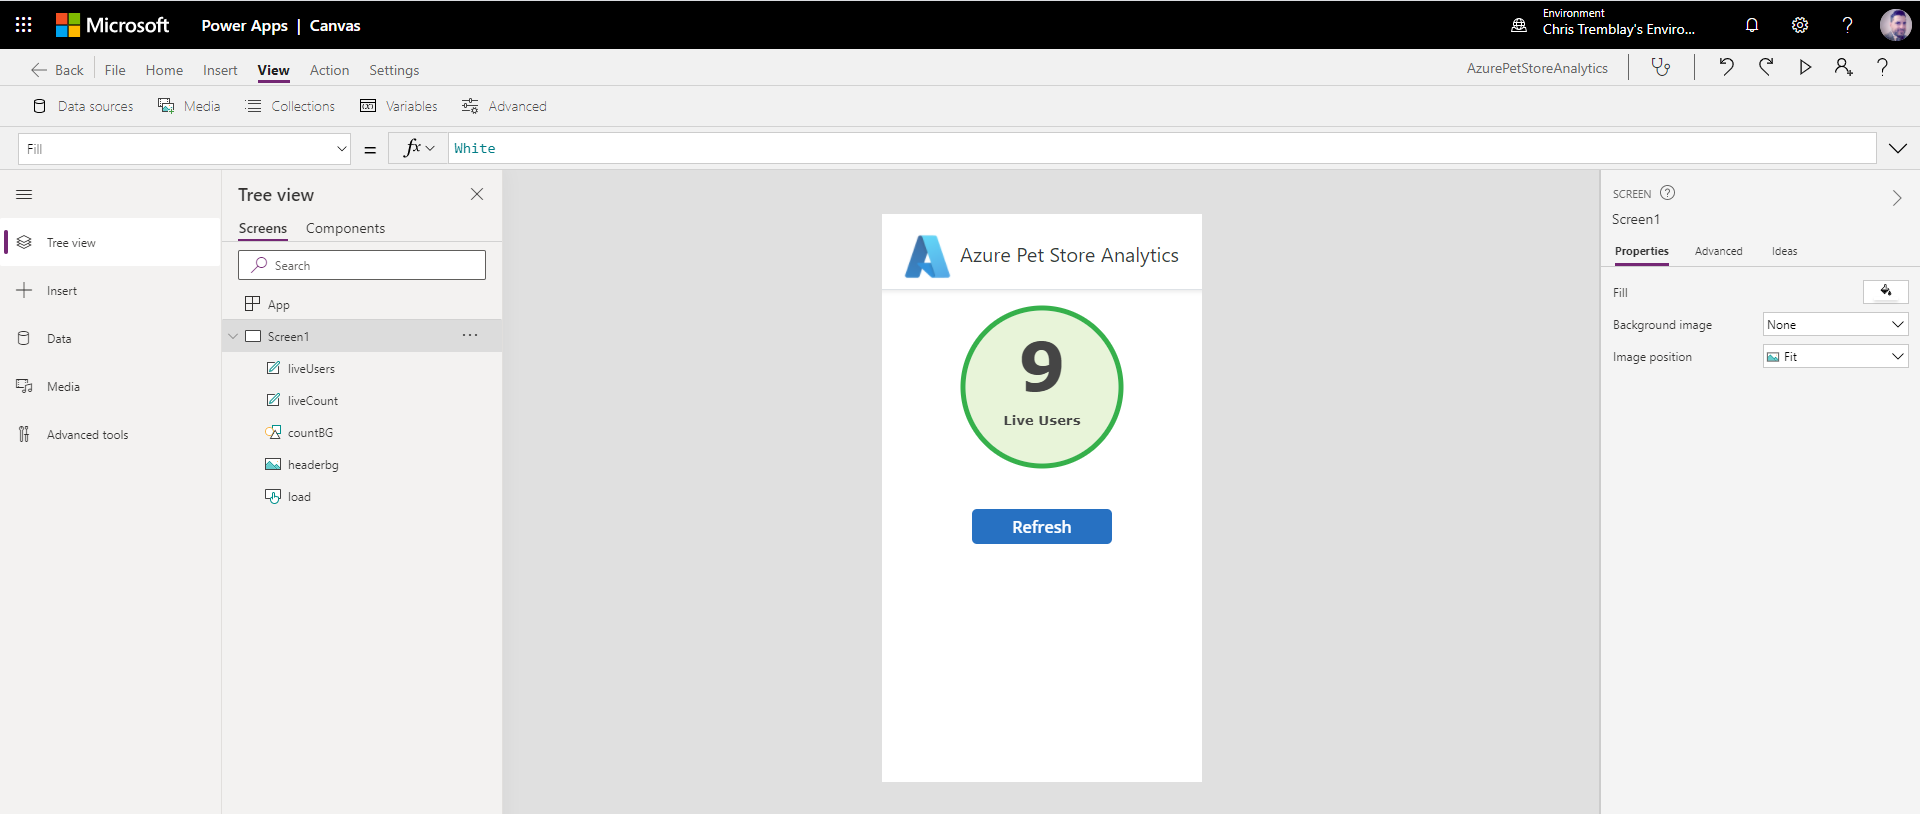 Microsoft Power Apps | Canvas Environment
Chris Tremblay's Enviro...
Back File Home Insert View Action Settings AzurePetStoreAnalytics
Data sources Media Collections Variables Advanced
Fill = fx White
Tree view
Screens Components
Search
App
Screen1
liveUsers
liveCount
countBG
headerbg
load
Tree view
Insert
Data
Media
Advanced tools
Azure Pet Store Analytics
9
Live Users
Refresh
SCREEN
Screen1
Properties Advanced Ideas
Fill
Background image None
Image position Fit